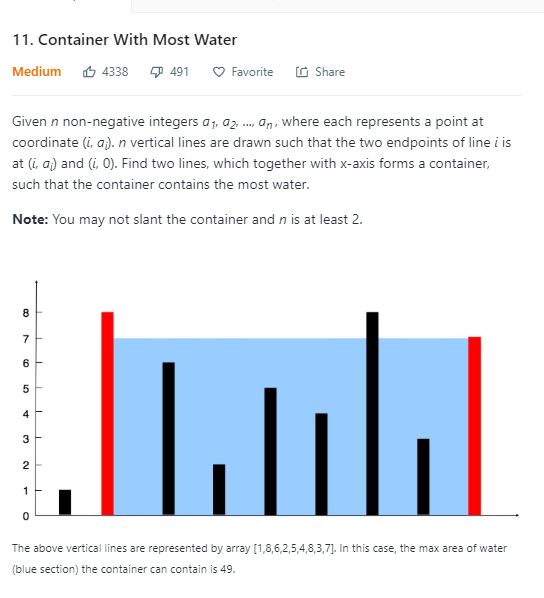 11. Container With Most Water
Medium 4338 491 Favorite Share
Given n non-negative integers a1, a2, ..., an , where each represents a point at
coordinate (i, ai). n vertical lines are drawn such that the two endpoints of line i is
at (i, ai) and (i, 0). Find two lines, which together with x-axis forms a container,
such that the container contains the most water.
Note: You may not slant the container and n is at least 2.
8
7
6
5
4
3
2
1
0
The above vertical lines are represented by array [1,8,6,2,5,4,8,3,7]. In this case, the max area of water
(blue section) the container can contain is 49.